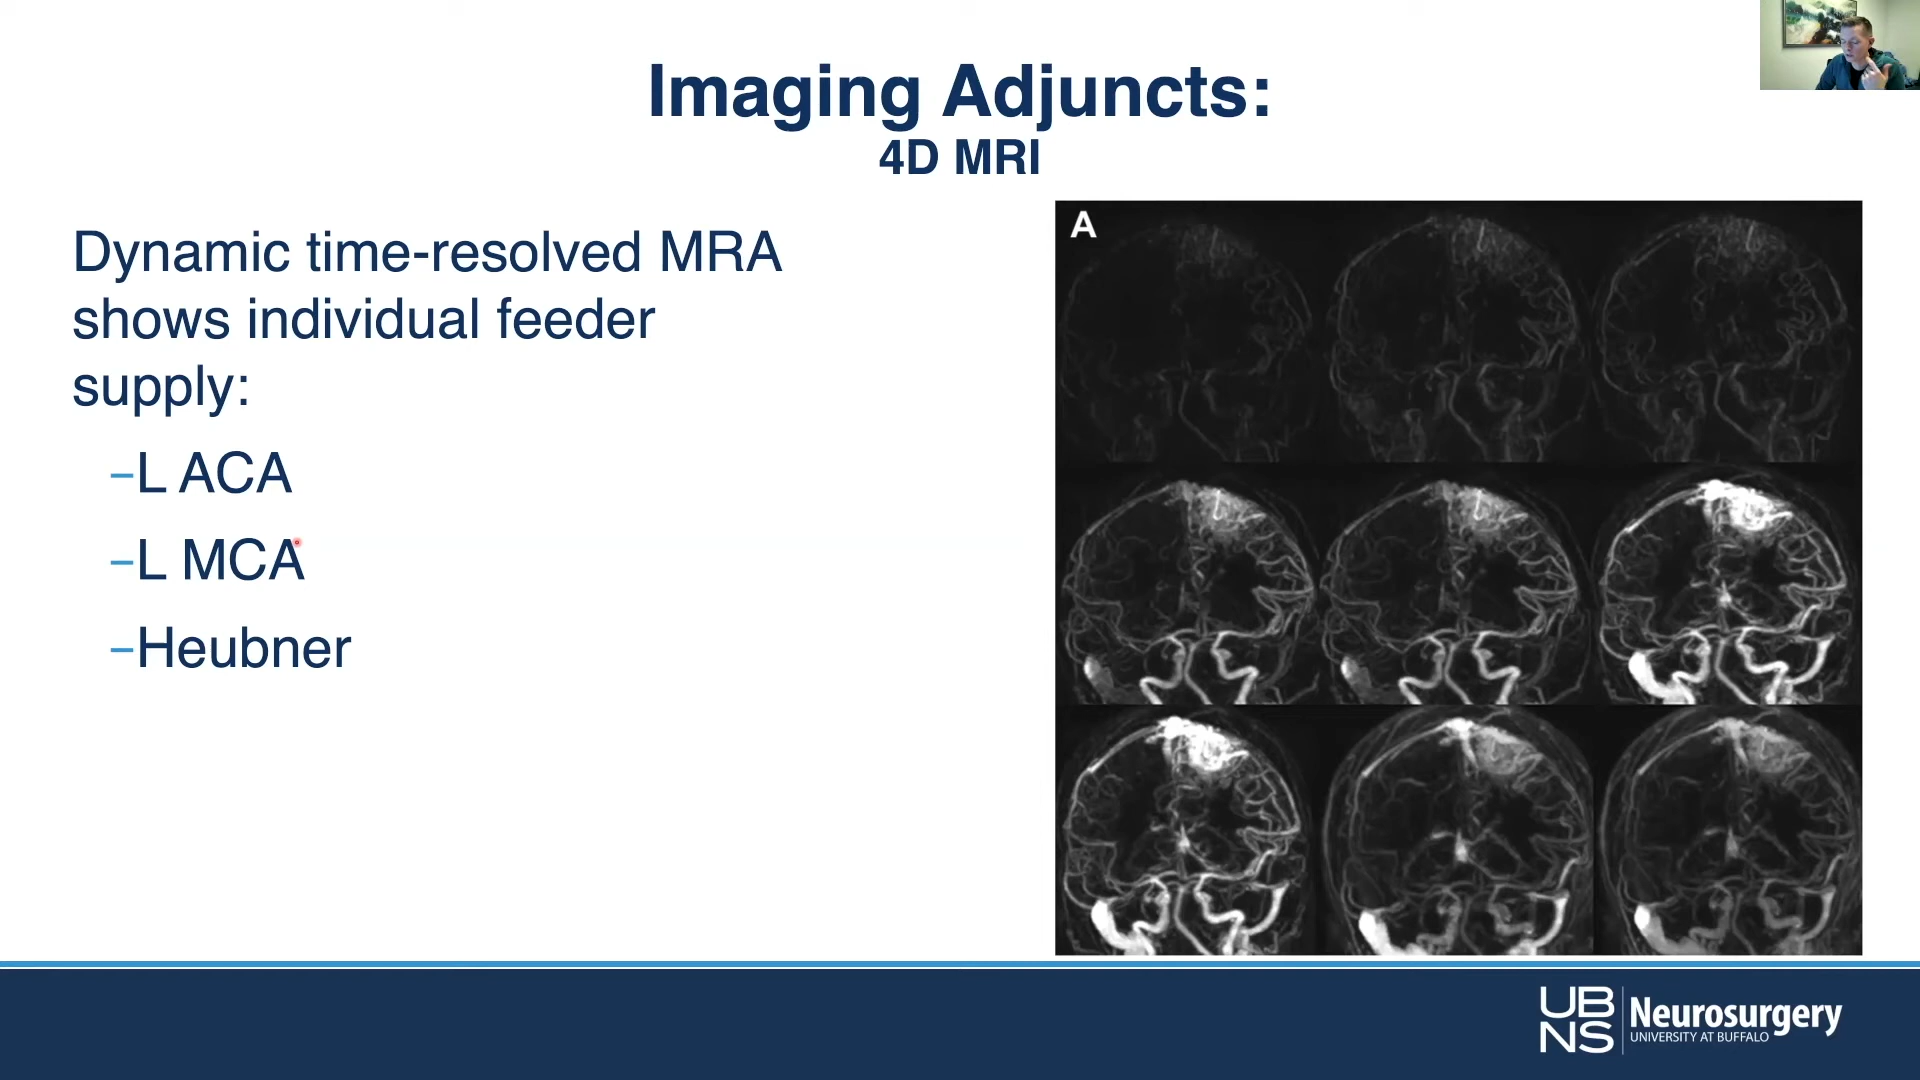 Imaging Adjuncts:
4D MRI
Dynamic time-resolved MRA
shows individual feeder
supply:
–L ACA
–L MCA
–Heubner
A
UB
NS
Neurosurgery
UNIVERSITY AT BUFFALO